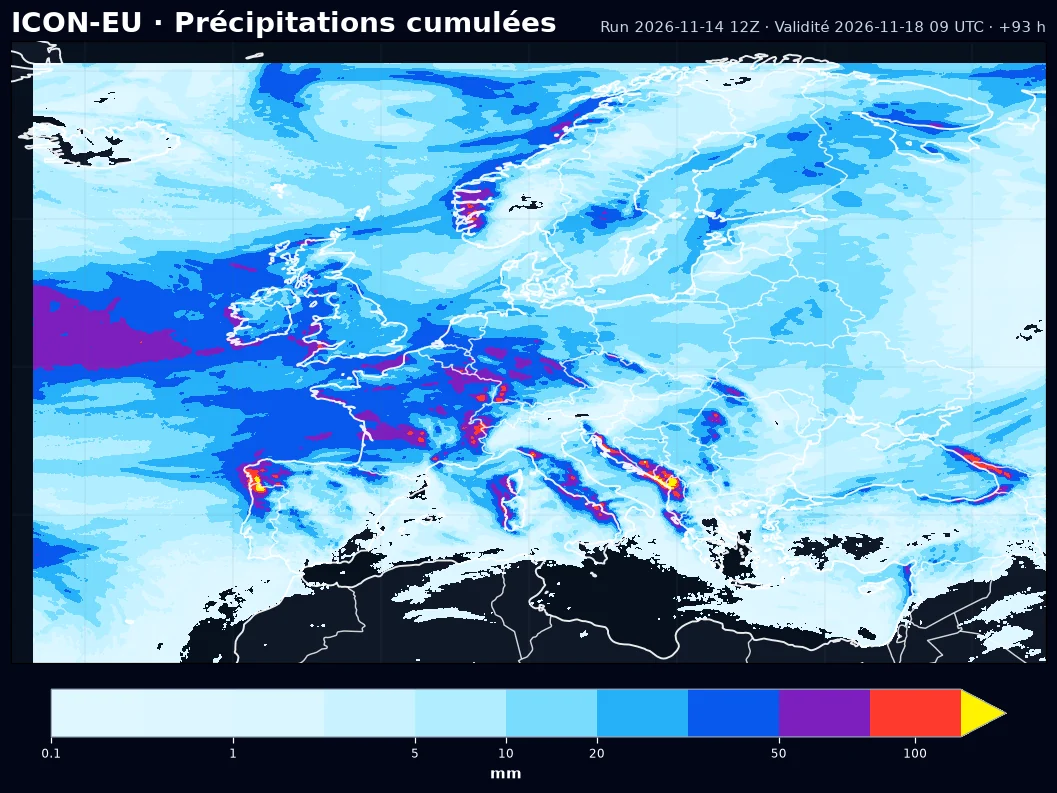 ICON-EU · Précipitations cumulées
Run 2026-11-14 12Z · Validité 2026-11-18 09 UTC · +93 h
0.1 1 5 10 20 50 100
mm